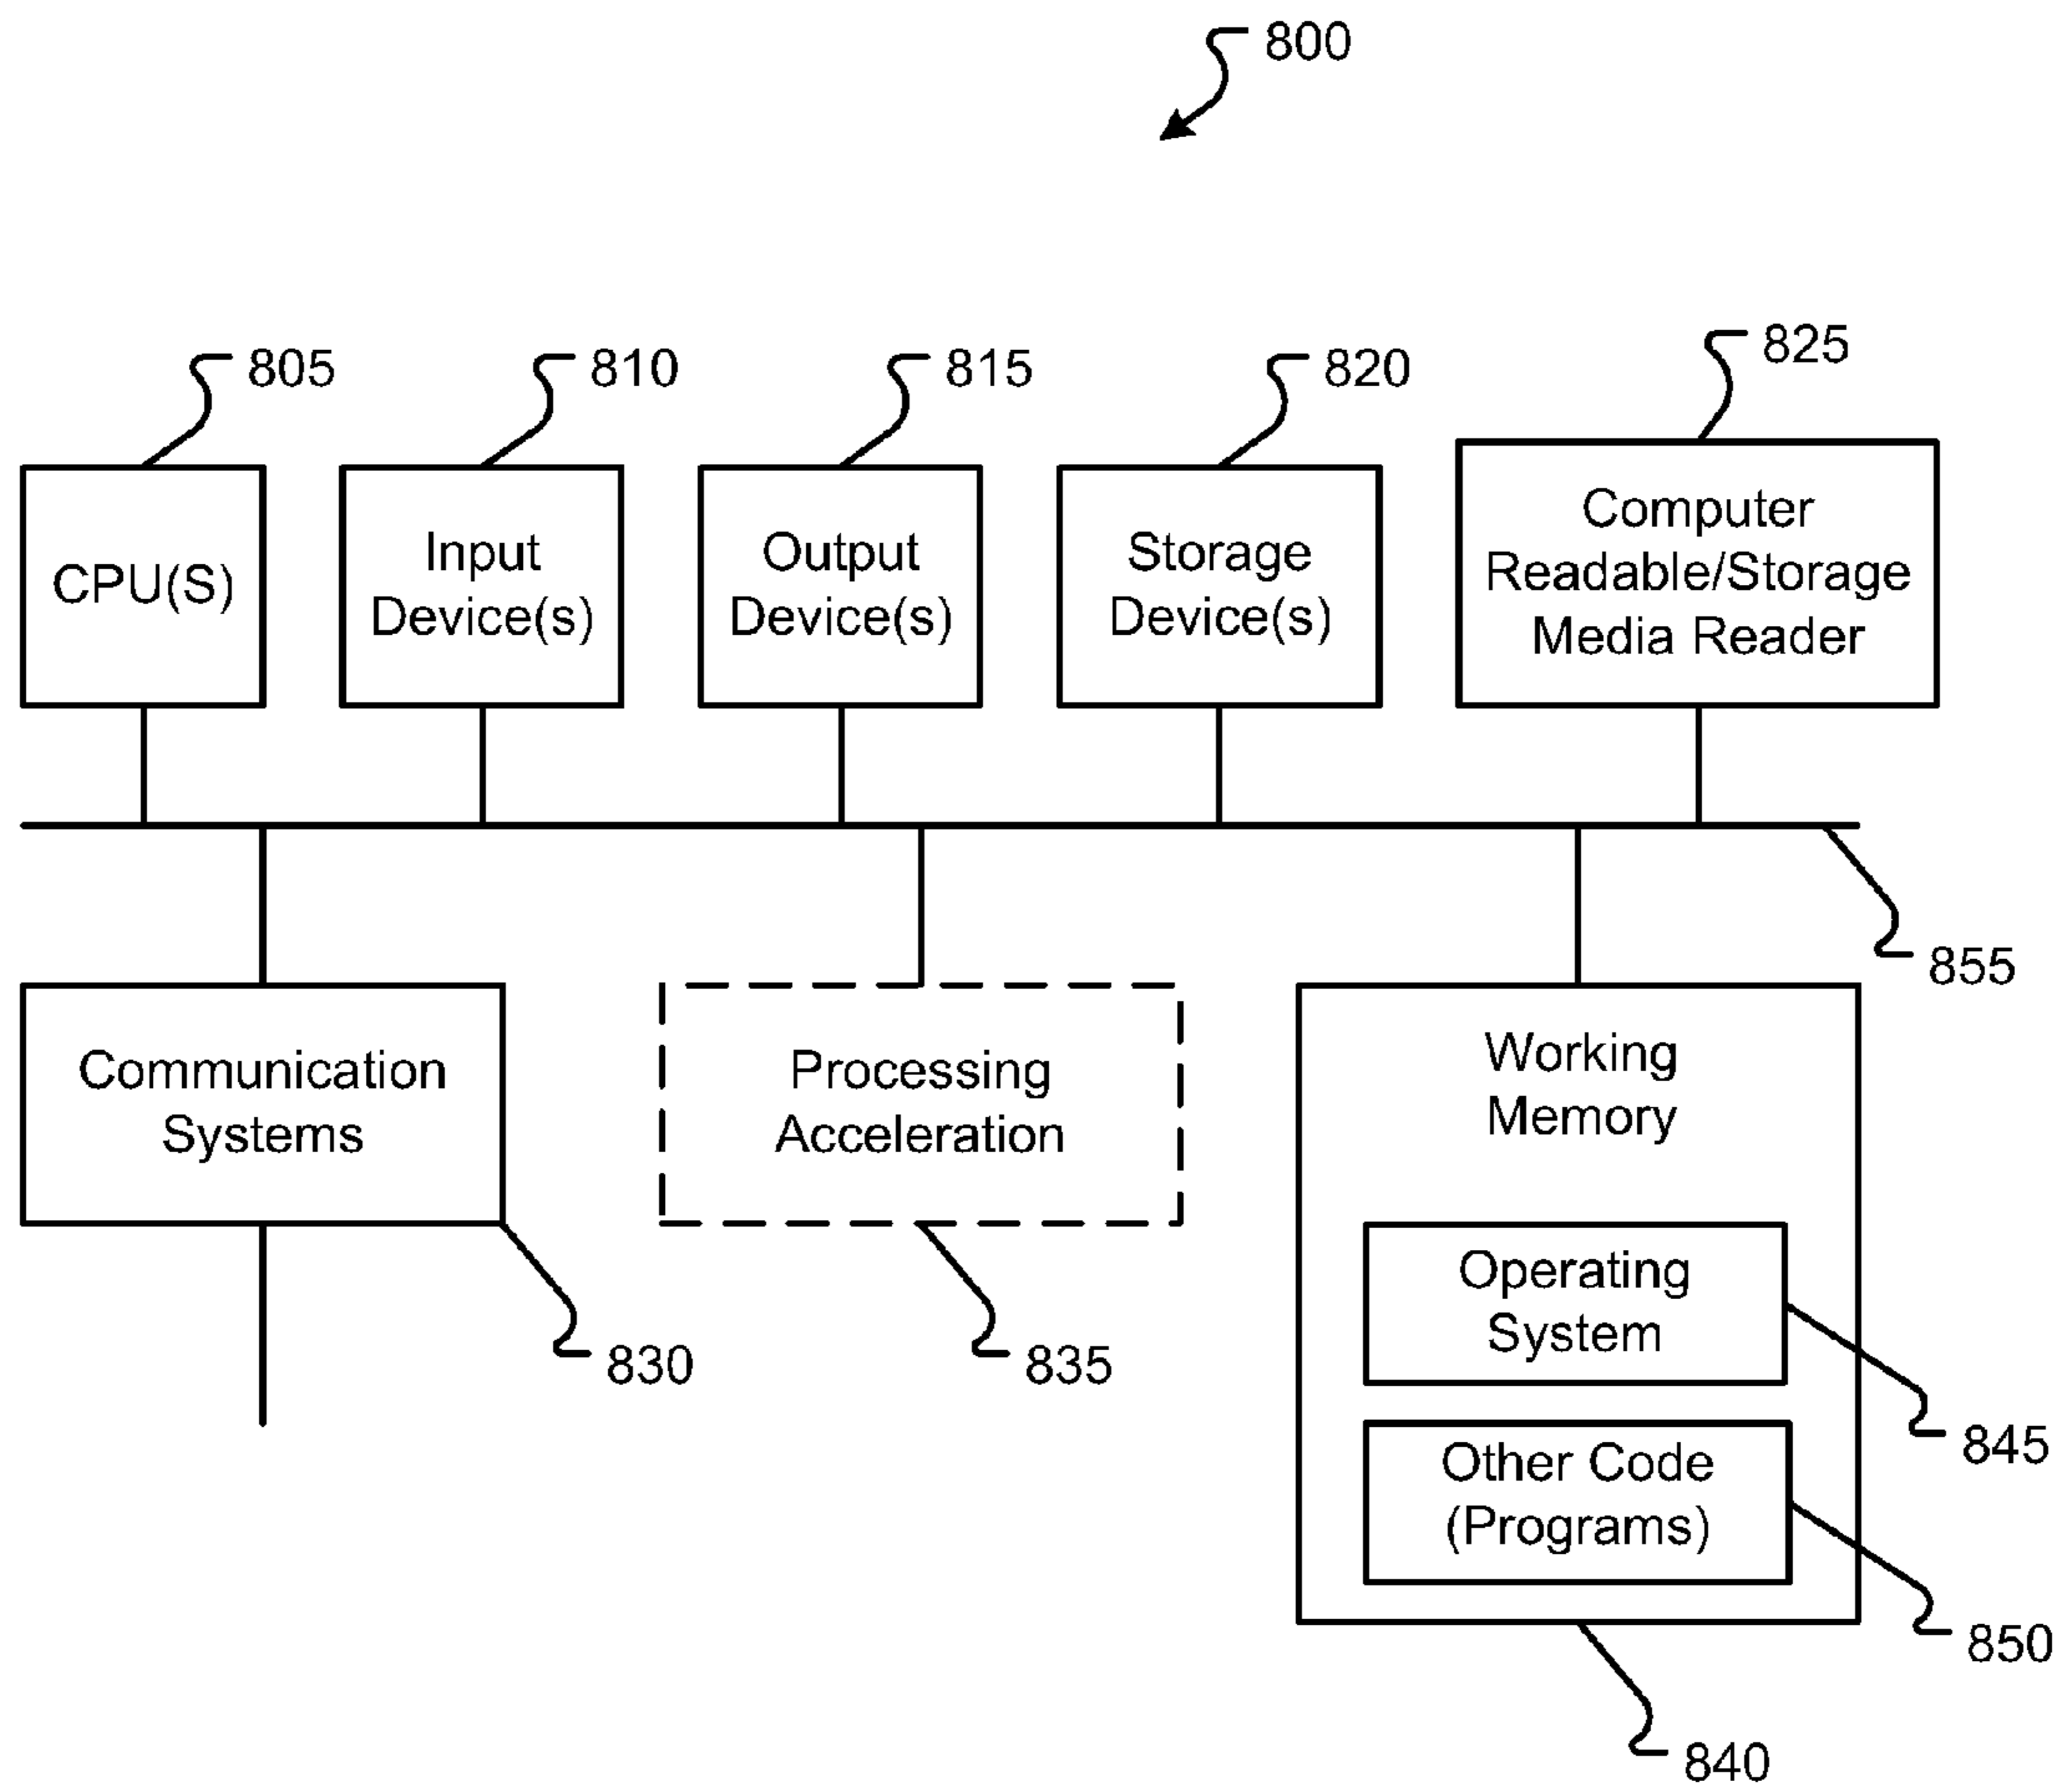 800
805
810
815
820
825
CPU(S)
Input
Device(s)
Output
Device(s)
Storage
Device(s)
Computer
Readable/Storage
Media Reader
855
Communication
Systems
830
Processing
Acceleration
835
Working
Memory
Operating
System
845
Other Code
(Programs)
850
840